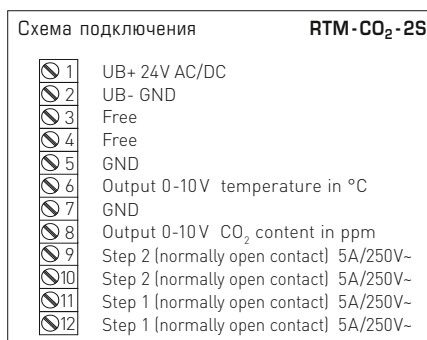 Схема подключения RTM-CO₂-2S
1 UB+ 24V AC/DC
2 UB- GND
3 Free
4 Free
5 GND
6 Output 0-10V temperature in °C
7 GND
8 Output 0-10V CO₂ content in ppm
9 Step 2 (normally open contact) 5A/250V~
10 Step 2 (normally open contact) 5A/250V~
11 Step 1 (normally open contact) 5A/250V~
12 Step 1 (normally open contact) 5A/250V~